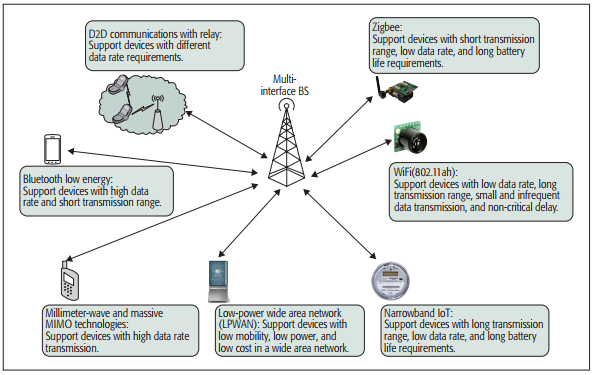 D2D communications with relay:
Support devices with different
data rate requirements.
Zigbee:
Support devices with short transmission
range, low data rate, and long battery
life requirements.
Multi-
interface BS
Bluetooth low energy:
Support devices with high data
rate and short transmission range.
WiFi(802.11ah):
Support devices with low data rate, long
transmission range, small and infrequent
data transmission, and non-critical delay.
Millimeter-wave and massive
MIMO technologies:
Support devices with high data rate
transmission.
Low-power wide area network
(LPWAN): Support devices with
low mobility, low power, and
low cost in a wide area network.
Narrowband IoT:
Support devices with long transmission
range, low data rate, and long battery
life requirements.